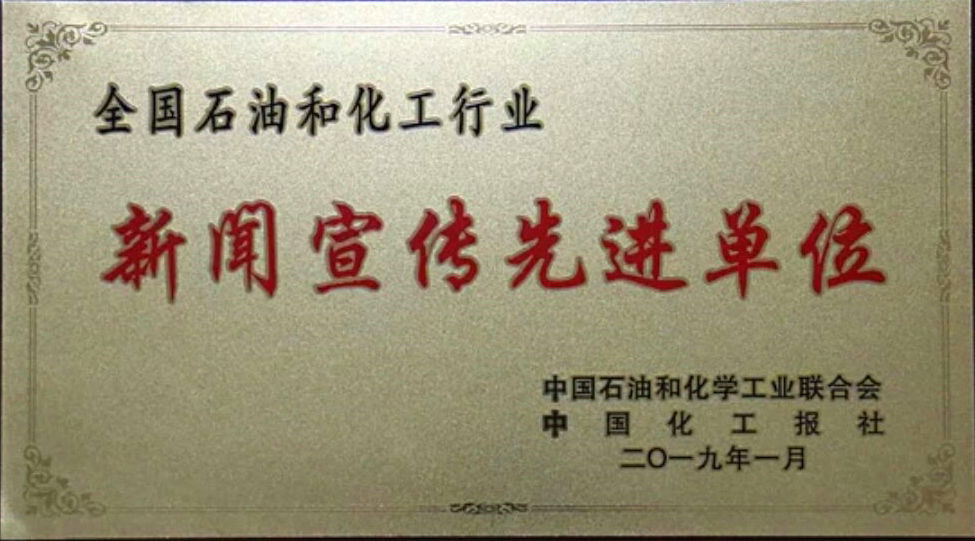 全国石油和化工行业
新闻宣传先进单位
中国石油和化学工业联合会
中国化工报社
二〇一九年一月